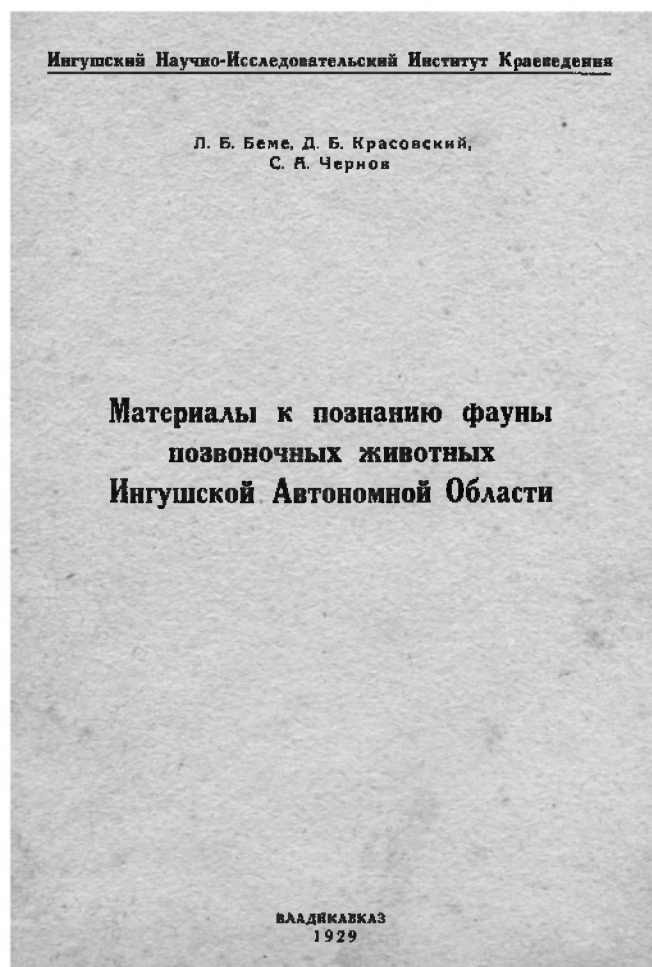 Ингушский Научно-Исследовательский Институт Краеведения
Л. Б. Беме, Д. Б. Красовский,
С. А. Чернов
Материалы к познанию фауны
позвоночных животных
Ингушской Автономной Области
ВЛАДИКАВКАЗ
1929